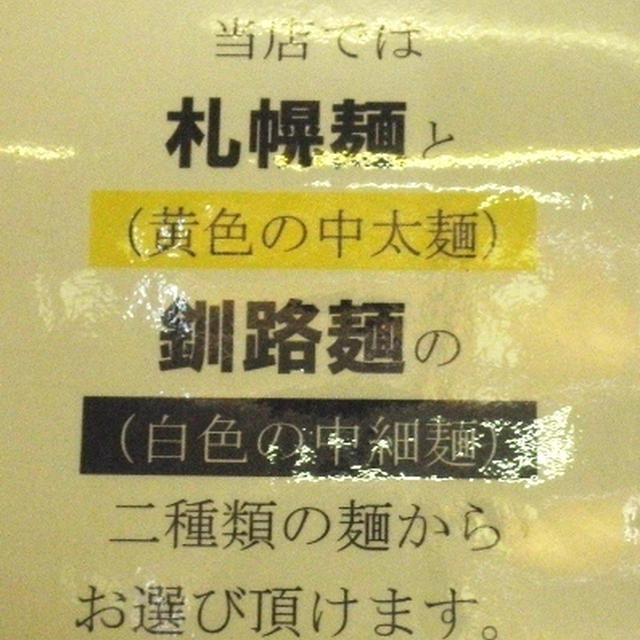 当店では
札幌麺と
（黄色の中太麺）
釧路麺の
（白色の中細麺）
二種類の麺から
お選び頂けます。